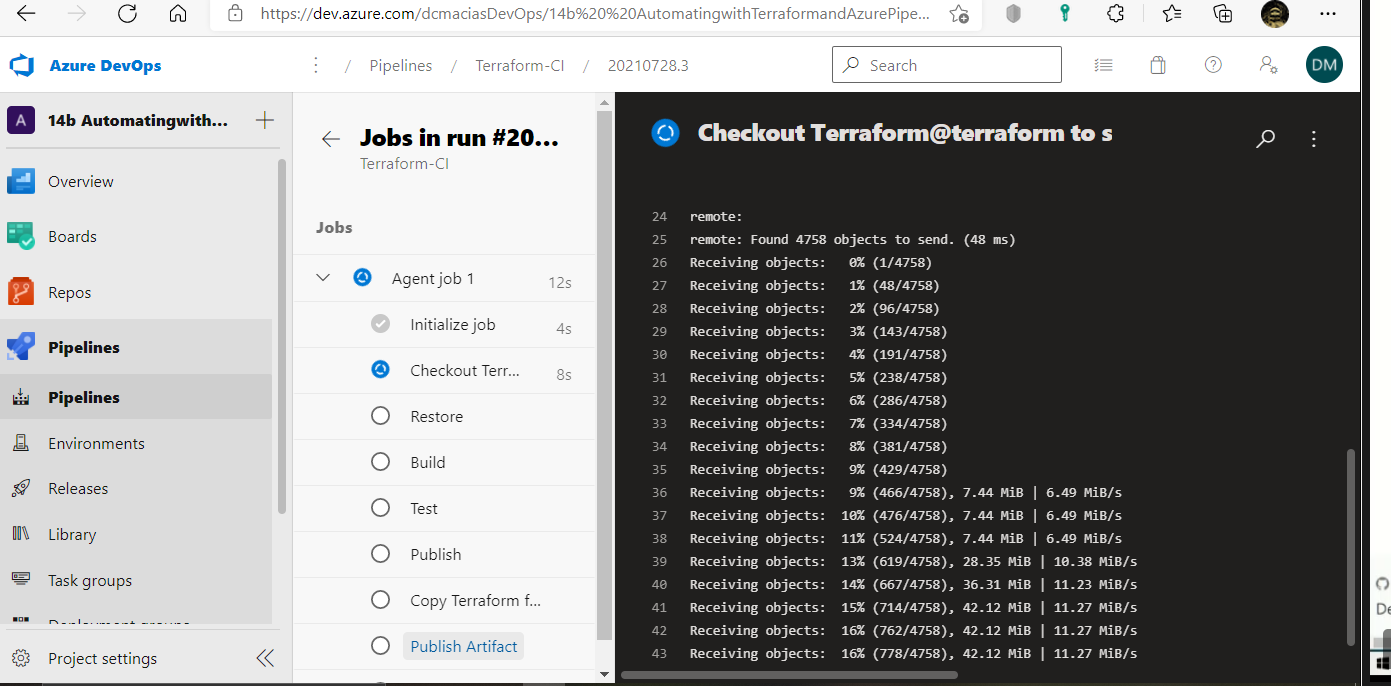 https://dev.azure.com/dcmaciasDevOps/14b%20%20AutomatingwithTerraformandAzurePipe...
Azure DevOps
/ Pipelines / Terraform-CI / 20210728.3
Search
DM
A
14b Automatingwith...
Overview
Boards
Repos
Pipelines
Pipelines
Environments
Releases
Library
Task groups
Deployment groups
Project settings
Jobs in run #20...
Terraform-CI
Jobs
Agent job 1 12s
Initialize job 4s
Checkout Terr... 8s
Restore
Build
Test
Publish
Copy Terraform f...
Publish Artifact
Checkout Terraform@terraform to s
24 remote:
25 remote: Found 4758 objects to send. (48 ms)
26 Receiving objects: 0% (1/4758)
27 Receiving objects: 1% (48/4758)
28 Receiving objects: 2% (96/4758)
29 Receiving objects: 3% (143/4758)
30 Receiving objects: 4% (191/4758)
31 Receiving objects: 5% (238/4758)
32 Receiving objects: 6% (286/4758)
33 Receiving objects: 7% (334/4758)
34 Receiving objects: 8% (381/4758)
35 Receiving objects: 9% (429/4758)
36 Receiving objects: 9% (466/4758), 7.44 MiB | 6.49 MiB/s
37 Receiving objects: 10% (476/4758), 7.44 MiB | 6.49 MiB/s
38 Receiving objects: 11% (524/4758), 7.44 MiB | 6.49 MiB/s
39 Receiving objects: 13% (619/4758), 28.35 MiB | 10.38 MiB/s
40 Receiving objects: 14% (667/4758), 36.31 MiB | 11.23 MiB/s
41 Receiving objects: 15% (714/4758), 42.12 MiB | 11.27 MiB/s
42 Receiving objects: 16% (762/4758), 42.12 MiB | 11.27 MiB/s
43 Receiving objects: 16% (778/4758), 42.12 MiB | 11.27 MiB/s
De